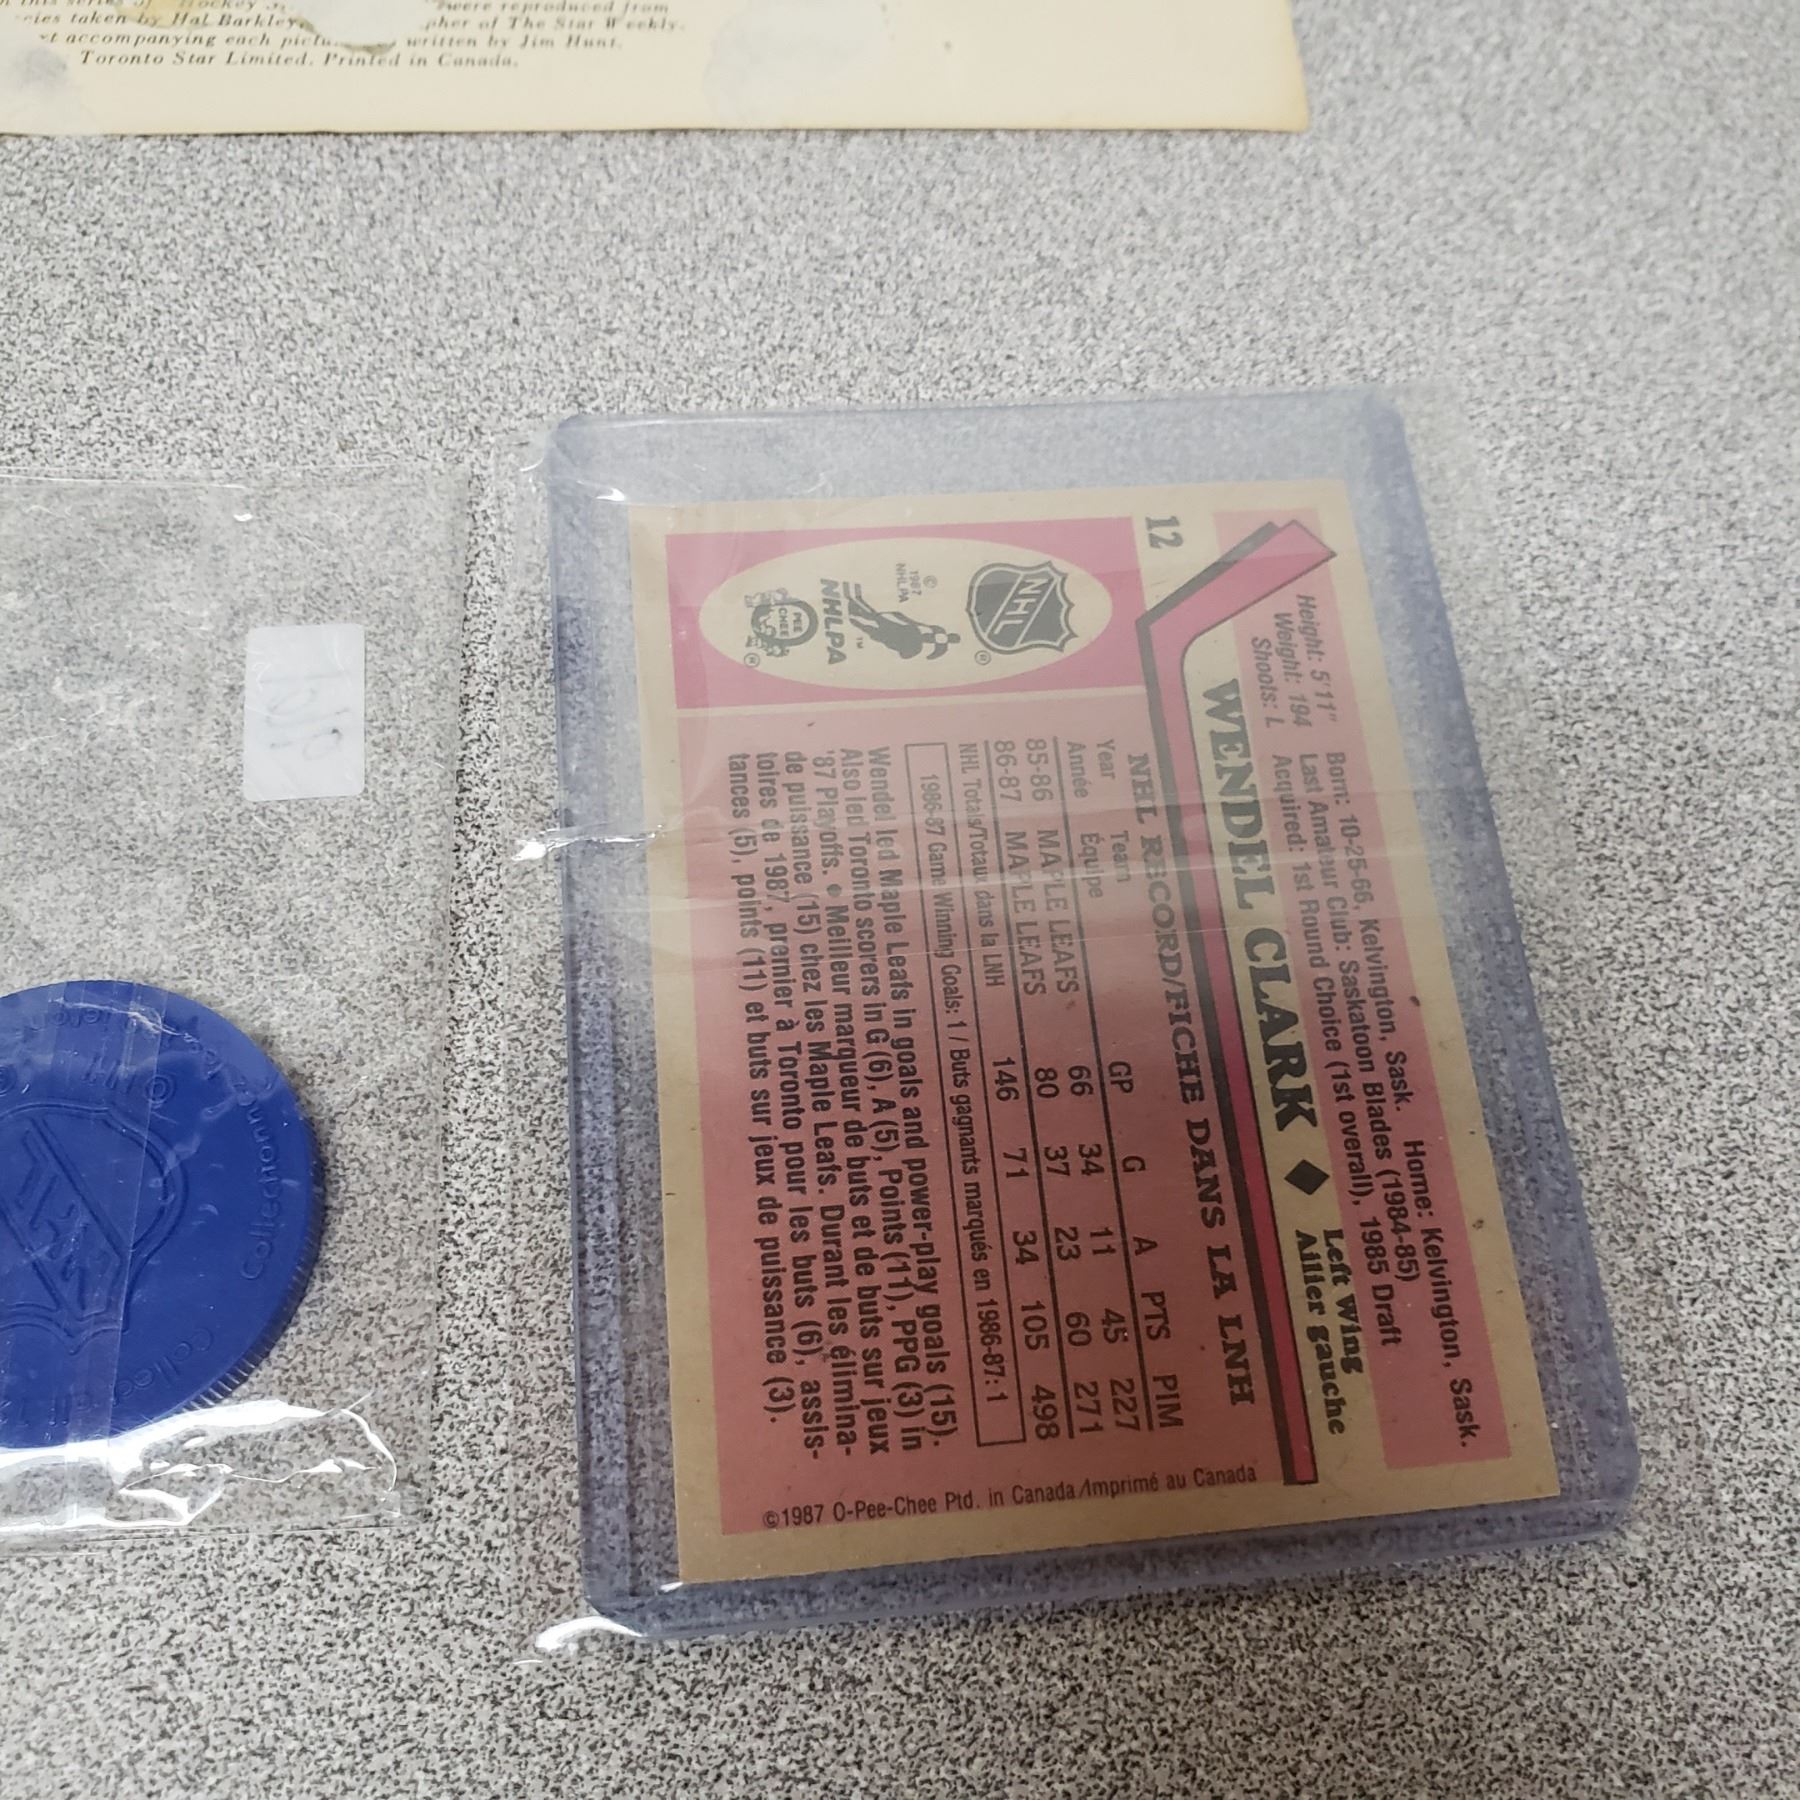 in this series of "Hockey were reproduced from
taken by Hal Barkley, of The Star Weekly.
accompanying each written by Jim Hunt.
Toronto Star Limited. Printed in Canada.
12
Height: 5'11"
Weight: 194
Shoots: L
Born: 10-25-66, Kelvington, Sask. Home: Kelvington, Sask.
Last Amateur Club: Saskatoon Blades (1984-85)
Acquired: 1st Round Choice (1st overall), 1985 Draft
WENDEL CLARK ◆ Left Wing
Ailier gauche
NHL RECORD/FICHE DANS LA LNH
Year Team GP G A PTS PIM
Année Équipe
85-86 MAPLE LEAFS 66 34 11 45 227
86-87 MAPLE LEAFS 80 37 23 60 271
NHL Totals/Totaux dans la LNH 146 71 34 105 498
1986-87 Game Winning Goals: 1 / Buts gagnants marqués en 1986-87: 1
Wendel led Maple Leafs in goals and power-play goals (15).
Also led Toronto scorers in G (6), A (5), Points (11), PPG (3) in
'87 Playoffs. • Meilleur marqueur de buts et de buts sur jeux
de puissance (15) chez les Maple Leafs. Durant les élimina-
toires de 1987, premier à Toronto pour les buts (6), assis-
tances (5), points (11) et buts sur jeux de puissance (3).
NHL ®
© 1987 NHLPA
NHLPA ™
O PEE CHEE ®
©1987 O-Pee-Chee Ptd. in Canada/Imprimé au Canada